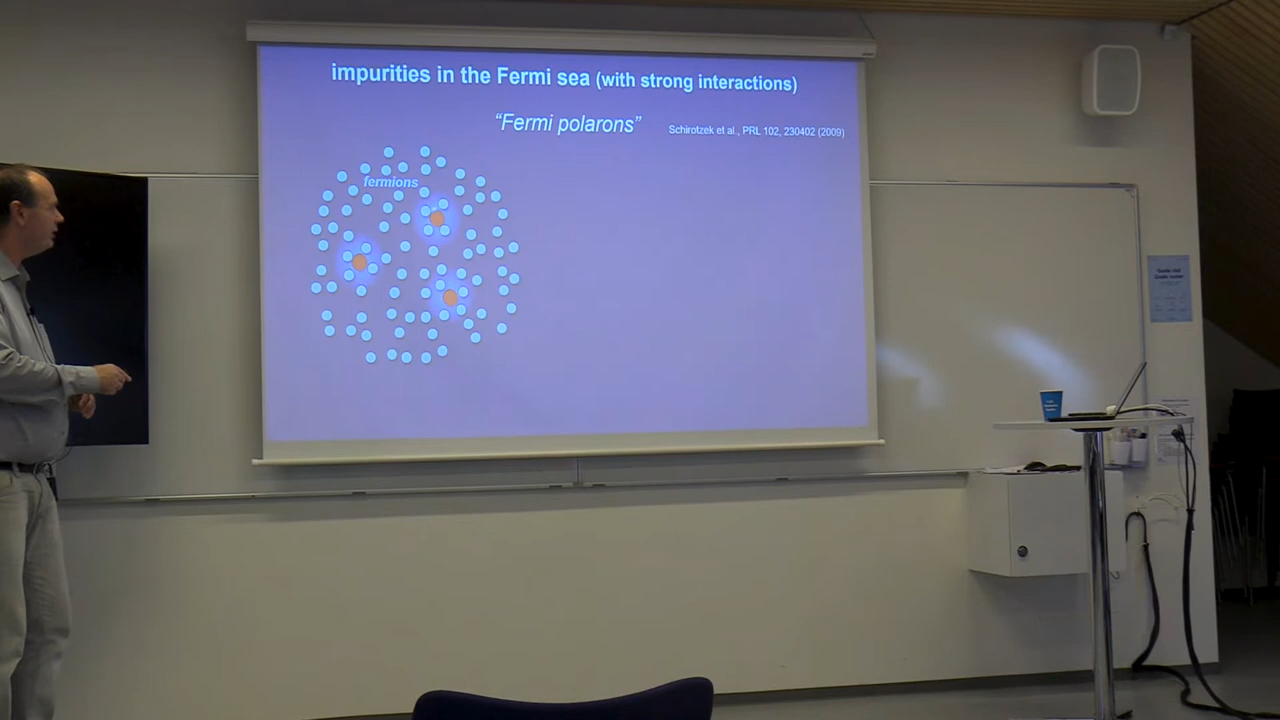 impurities in the Fermi sea (with strong interactions)
“Fermi polarons”
Schirotzek et al., PRL 102, 230402 (2009)
fermions